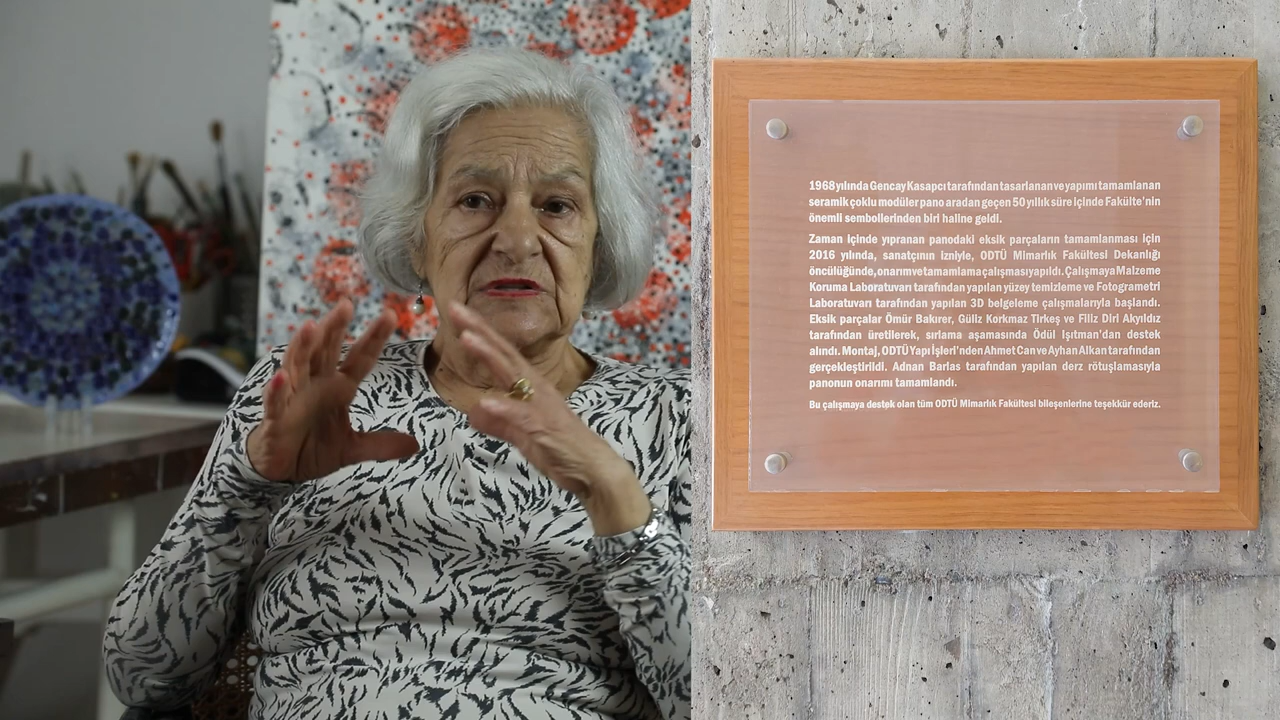 1968 yılında Gencay Kasapcı tarafından tasarlanan ve yapımı tamamlanan
seramik çoklu modüler pano aradan geçen 50 yıllık süre içinde Fakülte'nin
önemli sembollerinden biri haline geldi.
Zaman içinde yıpranan panodaki eksik parçaların tamamlanması için
2016 yılında, sanatçının izniyle, ODTÜ Mimarlık Fakültesi Dekanlığı
öncülüğünde, onarım ve tamamlama çalışması yapıldı. Çalışmaya Malzeme
Koruma Laboratuvarı tarafından yapılan yüzey temizleme ve Fotogrametri
Laboratuvarı tarafından yapılan 3D belgeleme çalışmalarıyla başlandı.
Eksik parçalar Ömür Bakırer, Güliz Korkmaz Tirkeş ve Filiz Diri Akyıldız
tarafından üretilerek, sırlama aşamasında Ödül Işıtman'dan destek
alındı. Montaj, ODTÜ Yapı İşleri'nden Ahmet Can ve Ayhan Alkan tarafından
gerçekleştirildi. Adnan Barlas tarafından yapılan derz rötuşlamasıyla
panonun onarımı tamamlandı.
Bu çalışmaya destek olan tüm ODTÜ Mimarlık Fakültesi bileşenlerine teşekkür ederiz.